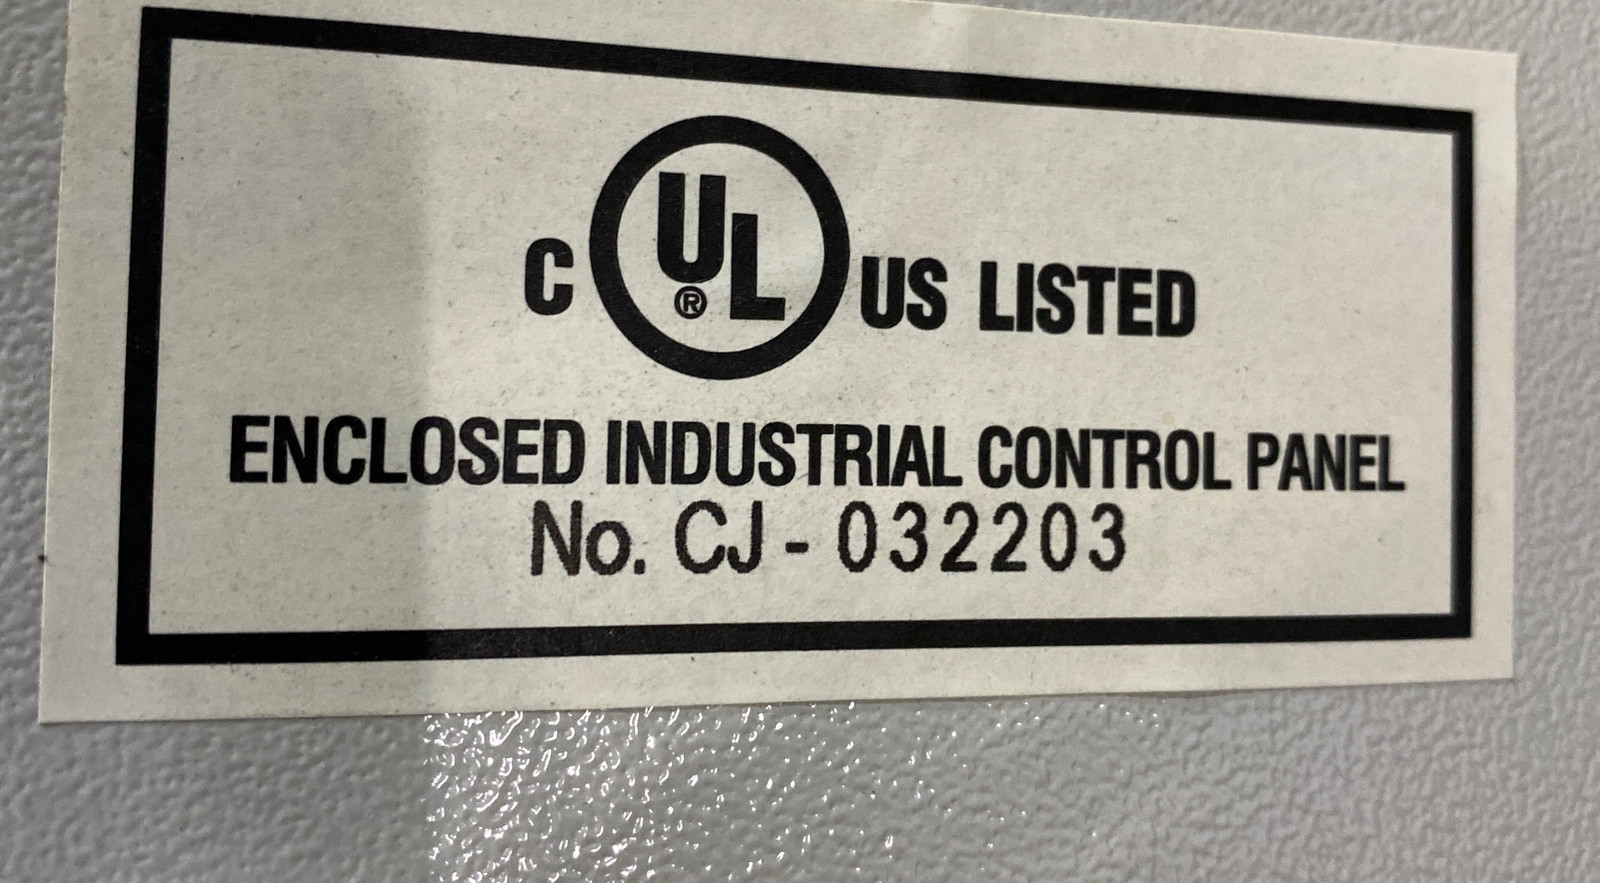 C UL® US LISTED
ENCLOSED INDUSTRIAL CONTROL PANEL
No. CJ - 032203